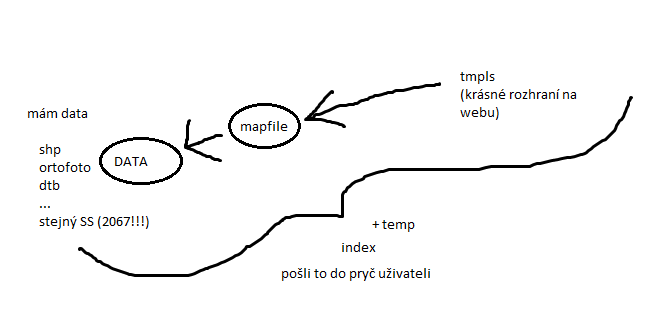 mám data
shp
ortofoto
dtb
...
stejný SS (2067!!!)
DATA
mapfile
tmpls
(krásné rozhraní na
webu)
+ temp
index
pošli to do pryč uživateli